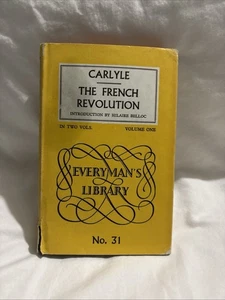 CARLYLE
THE FRENCH
REVOLUTION
INTRODUCTION BY HILAIRE BELLOC
IN TWO VOLS. VOLUME ONE
EVERYMAN'S
LIBRARY
No. 31